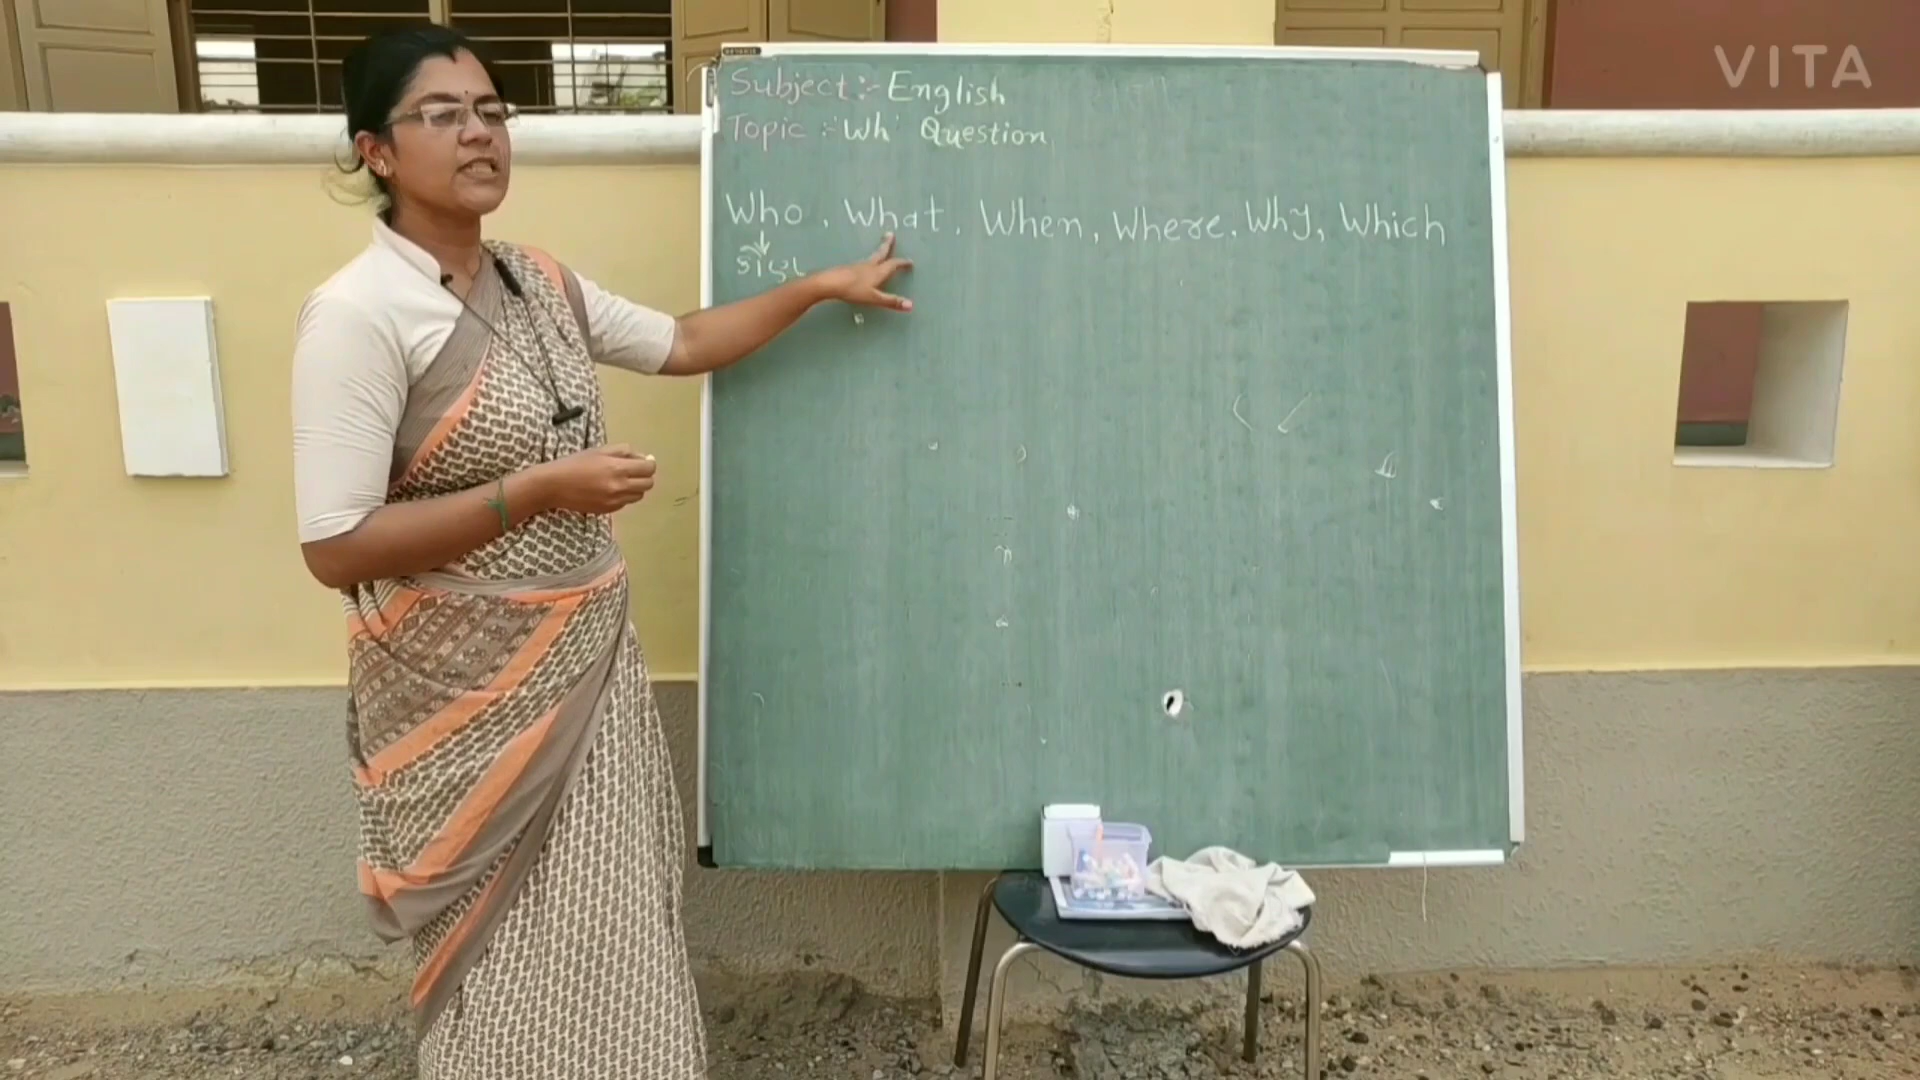 VITA
Subject :- English
Topic :- 'Wh' Question
Who, What, When, Where, Why, Which
કોણ